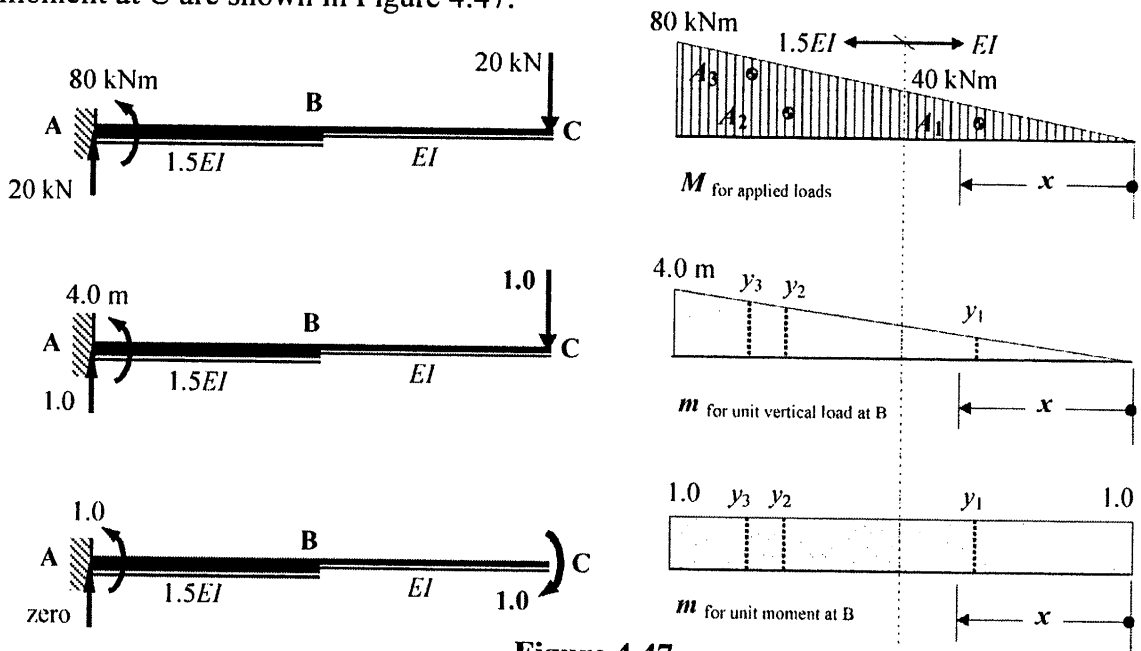 moment at C are shown in Figure 4.47.
80 kNm
20 kN
A
B
C
1.5EI
EI
20 kN
80 kNm
1.5EI
EI
40 kNm
A3
A2
A1
M for applied loads
x
4.0 m
1.0
A
B
C
1.5EI
EI
1.0
4.0 m
y3
y2
y1
m for unit vertical load at B
x
1.0
A
B
C
1.5EI
EI
1.0
zero
1.0
y3
y2
y1
1.0
m for unit moment at B
x
Figure 4.47